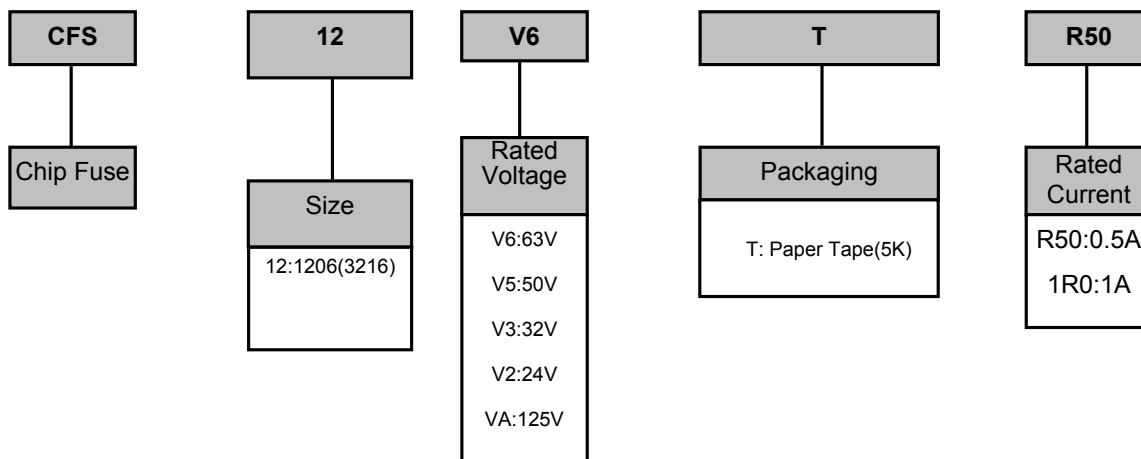 CFS
12
V6
T
R50
Chip Fuse
Size
12:1206(3216)
Rated
Voltage
V6:63V
V5:50V
V3:32V
V2:24V
VA:125V
Packaging
T: Paper Tape(5K)
Rated
Current
R50:0.5A
1R0:1A